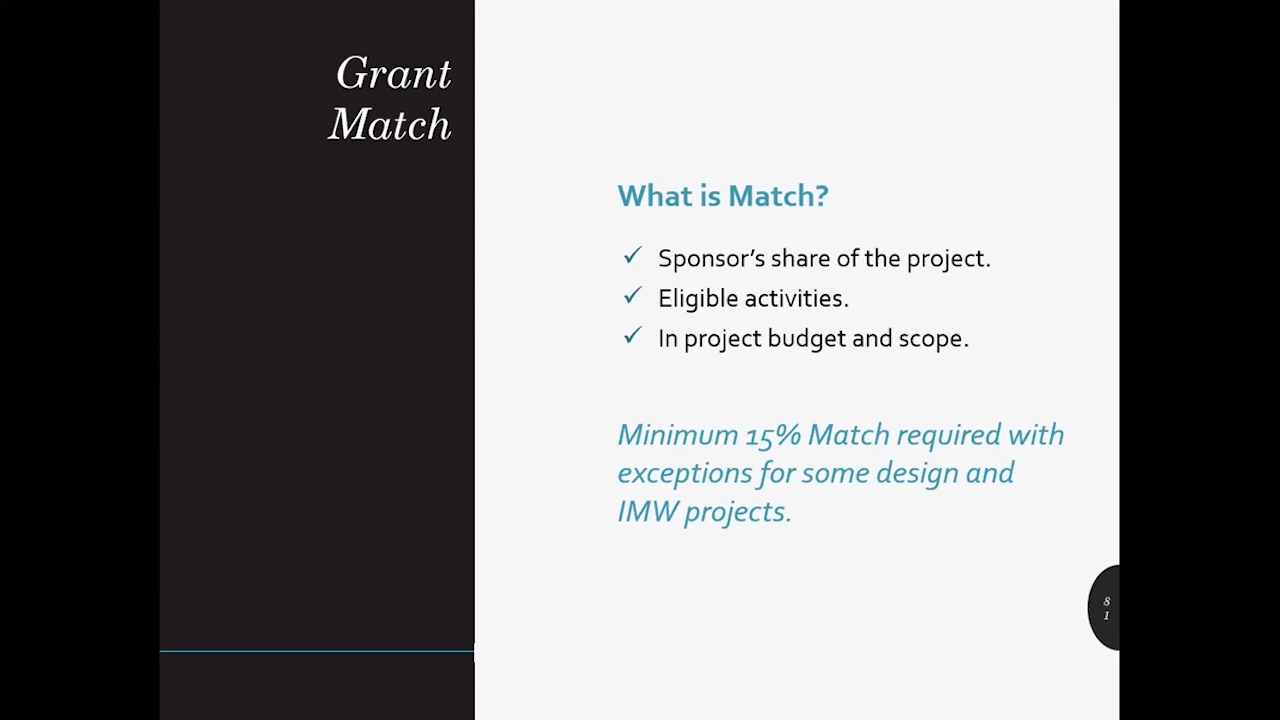 Grant
Match
What is Match?
✓ Sponsor’s share of the project.
✓ Eligible activities.
✓ In project budget and scope.
Minimum 15% Match required with
exceptions for some design and
IMW projects.
8
1